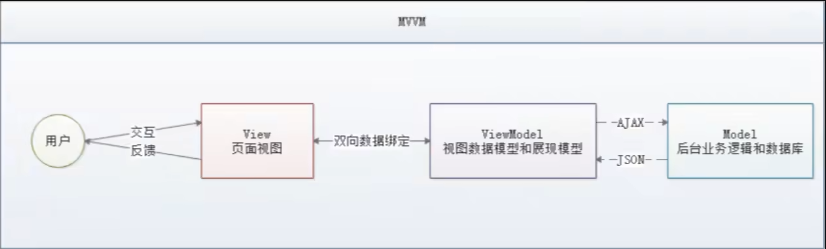 MVVM
用户
交互
反馈
View
页面视图
双向数据绑定
ViewModel
视图数据模型和展现模型
AJAX
JSON
Model
后台业务逻辑和数据库